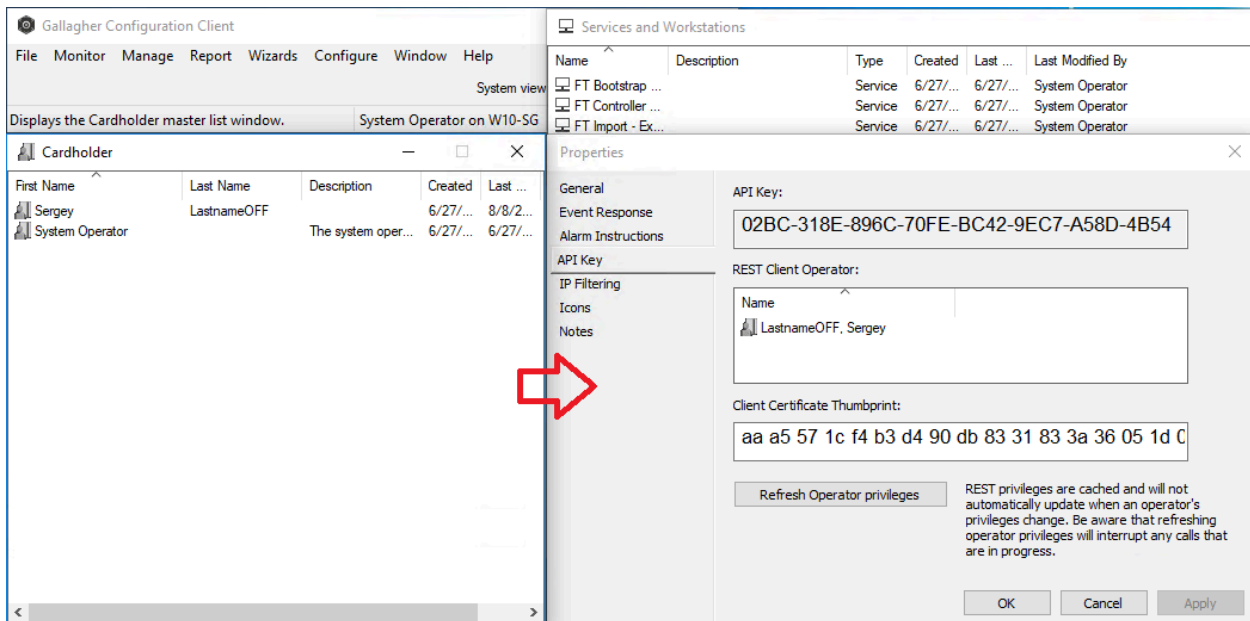 Gallagher Configuration Client
File Monitor Manage Report Wizards Configure Window Help
System view
Displays the Cardholder master list window. System Operator on W10-SG
Cardholder
First Name Last Name Description Created Last ...
Sergey LastnameOFF 6/27/... 8/8/2...
System Operator The system oper... 6/27/... 6/27/...
Services and Workstations
Name Description Type Created Last ... Last Modified By
FT Bootstrap ... Service 6/27/... 6/27/... System Operator
FT Controller ... Service 6/27/... 6/27/... System Operator
FT Import - Ex... Service 6/27/... 6/27/... System Operator
Properties
General
Event Response
Alarm Instructions
API Key
IP Filtering
Icons
Notes
API Key:
02BC-318E-896C-70FE-BC42-9EC7-A58D-4B54
REST Client Operator:
Name
LastnameOFF, Sergey
Client Certificate Thumbprint:
aa a5 57 1c f4 b3 d4 90 db 83 31 83 3a 36 05 1d
Refresh Operator privileges
REST privileges are cached and will not
automatically update when an operator's
privileges change. Be aware that refreshing
operator privileges will interrupt any calls that
are in progress.
OK Cancel Apply